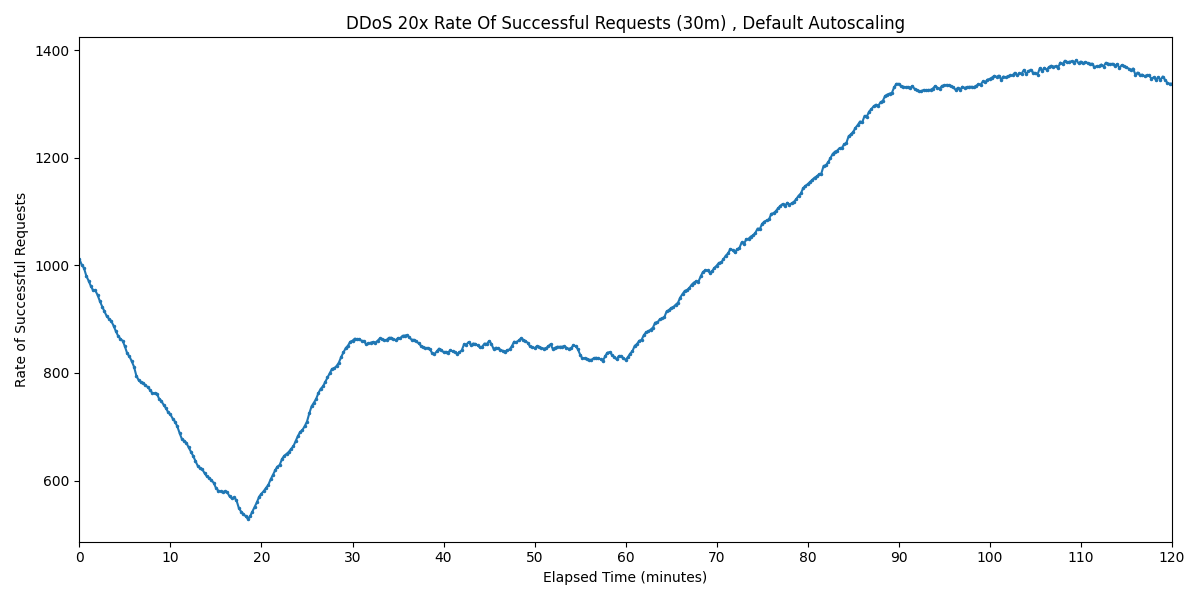 DDoS 20x Rate Of Successful Requests (30m) , Default Autoscaling
1400
1200
1000
800
600
Rate of Successful Requests
0 10 20 30 40 50 60 70 80 90 100 110 120
Elapsed Time (minutes)